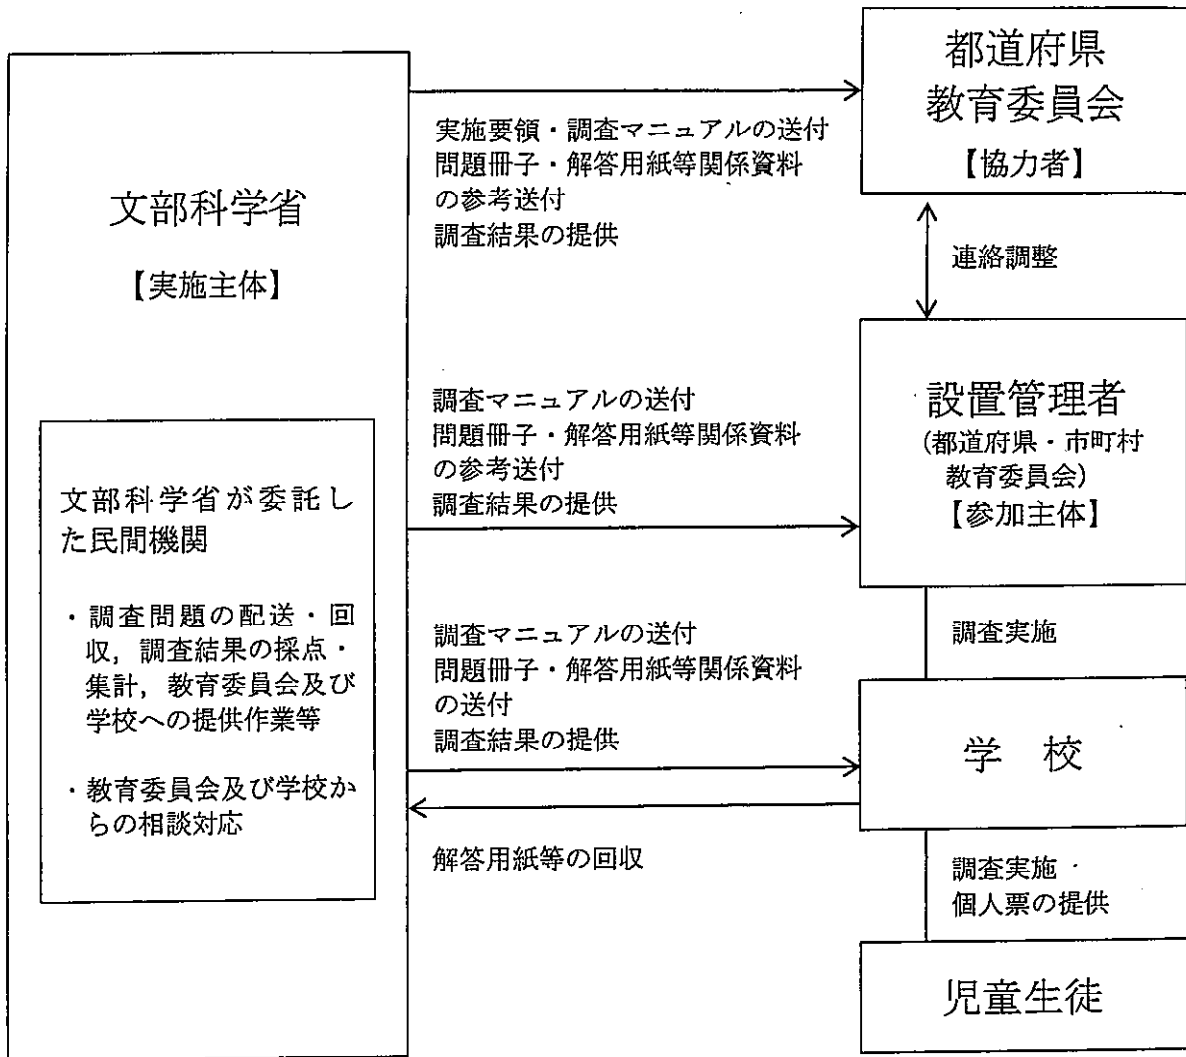 文部科学省
【実施主体】
文部科学省が委託し
た民間機関
・調査問題の配送・回
収，調査結果の採点・
集計，教育委員会及び
学校への提供作業等
・教育委員会及び学校か
らの相談対応
実施要領・調査マニュアルの送付
問題冊子・解答用紙等関係資料
の参考送付
調査結果の提供
都道府県
教育委員会
【協力者】
連絡調整
調査マニュアルの送付
問題冊子・解答用紙等関係資料
の参考送付
調査結果の提供
設置管理者
(都道府県・市町村
教育委員会)
【参加主体】
調査実施
調査マニュアルの送付
問題冊子・解答用紙等関係資料
の送付
調査結果の提供
学　校
解答用紙等の回収
調査実施
個人票の提供
児童生徒